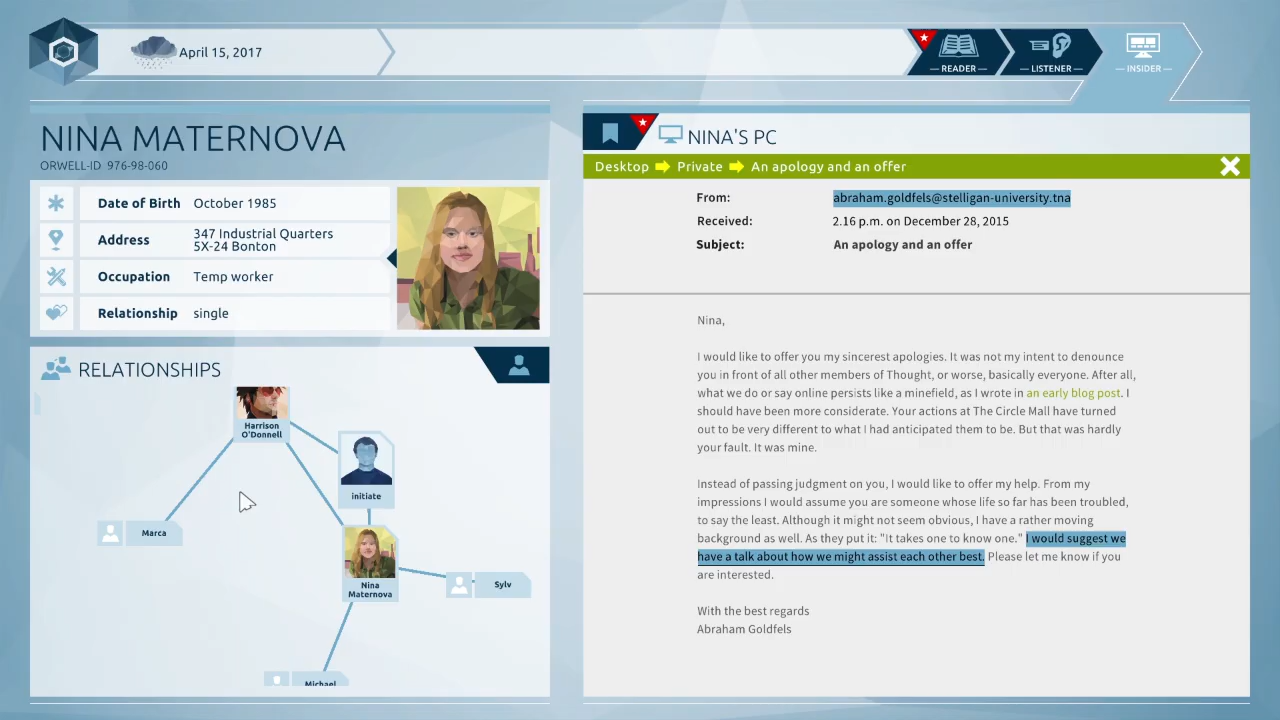 April 15, 2017
READER
LISTENER
INSIDER
NINA MATERNOVA
ORWELL-ID 976-98-060
Date of Birth October 1985
Address 347 Industrial Quarters
5X-24 Bonton
Occupation Temp worker
Relationship single
RELATIONSHIPS
Harrison
O'Donnell
initiate
Marca
Nina
Maternova
Sylv
Michael
NINA'S PC
Desktop Private An apology and an offer
From: abraham.goldfels@stelligan-university.tna
Received: 2.16 p.m. on December 28, 2015
Subject: An apology and an offer
Nina,
I would like to offer you my sincerest apologies. It was not my intent to denounce
you in front of all other members of Thought, or worse, basically everyone. After all,
what we do or say online persists like a minefield, as I wrote in an early blog post. I
should have been more considerate. Your actions at The Circle Mall have turned
out to be very different to what I had anticipated them to be. But that was hardly
your fault. It was mine.
Instead of passing judgment on you, I would like to offer my help. From my
impressions I would assume you are someone whose life so far has been troubled,
to say the least. Although it might not seem obvious, I have a rather moving
background as well. As they put it: "It takes one to know one." I would suggest we
have a talk about how we might assist each other best. Please let me know if you
are interested.
With the best regards
Abraham Goldfels